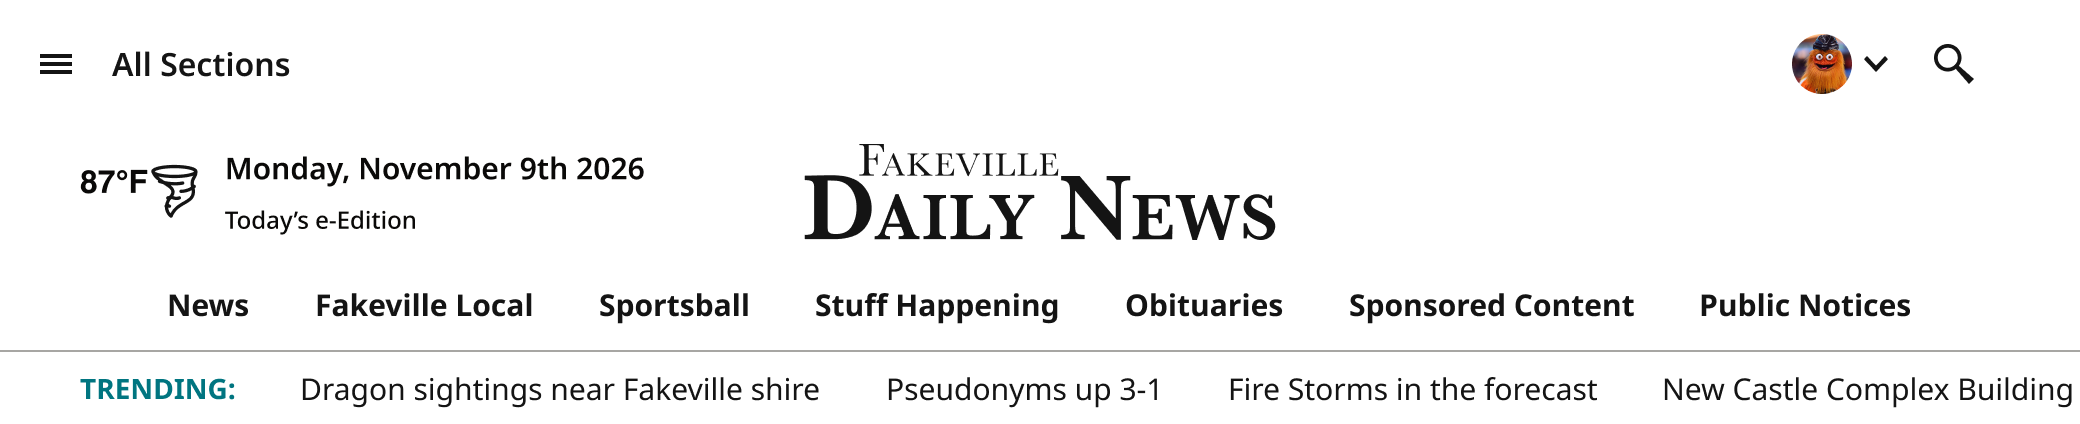 All Sections
87°F
Monday, November 9th 2026
Today’s e-Edition
Fakeville
Daily News
News Fakeville Local Sportsball Stuff Happening Obituaries Sponsored Content Public Notices
TRENDING: Dragon sightings near Fakeville shire Pseudonyms up 3-1 Fire Storms in the forecast New Castle Complex Building